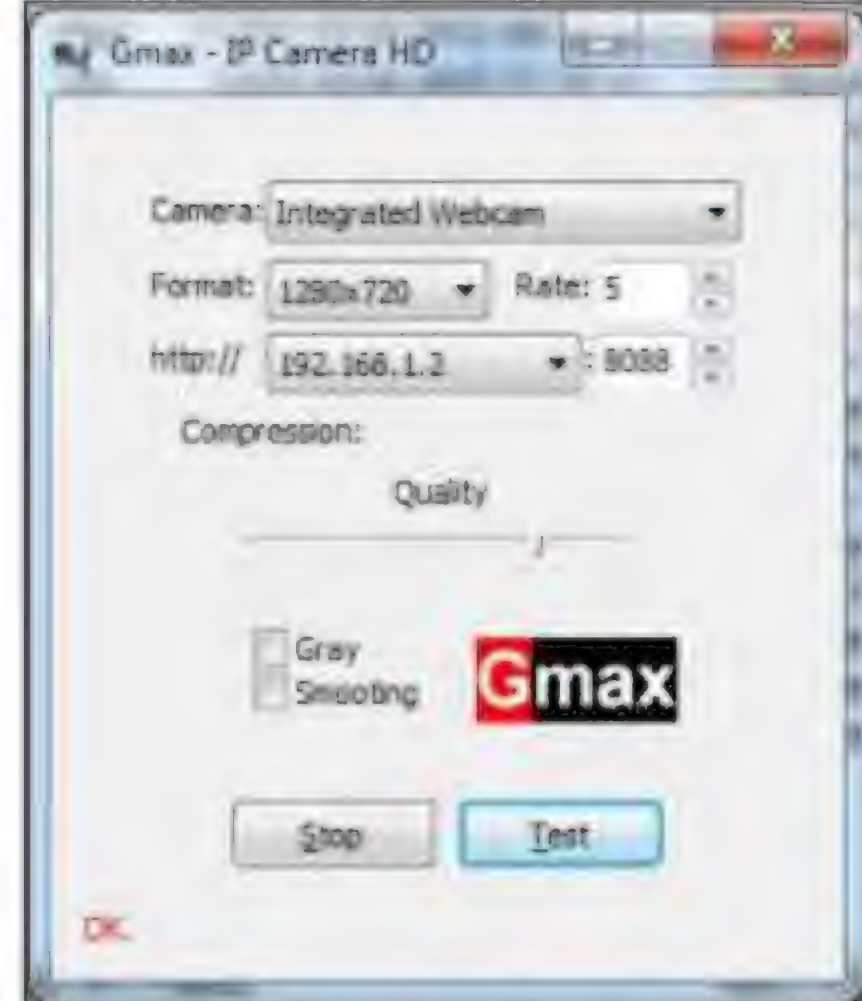 Gmax - IP Camera HD
Camera: Integrated Webcam
Format: 1280x720 Rate: 5
http:// 192.168.1.2 : 8088
Compression:
Quality
Gray
Smooting
Gmax
Stop Test
OK.